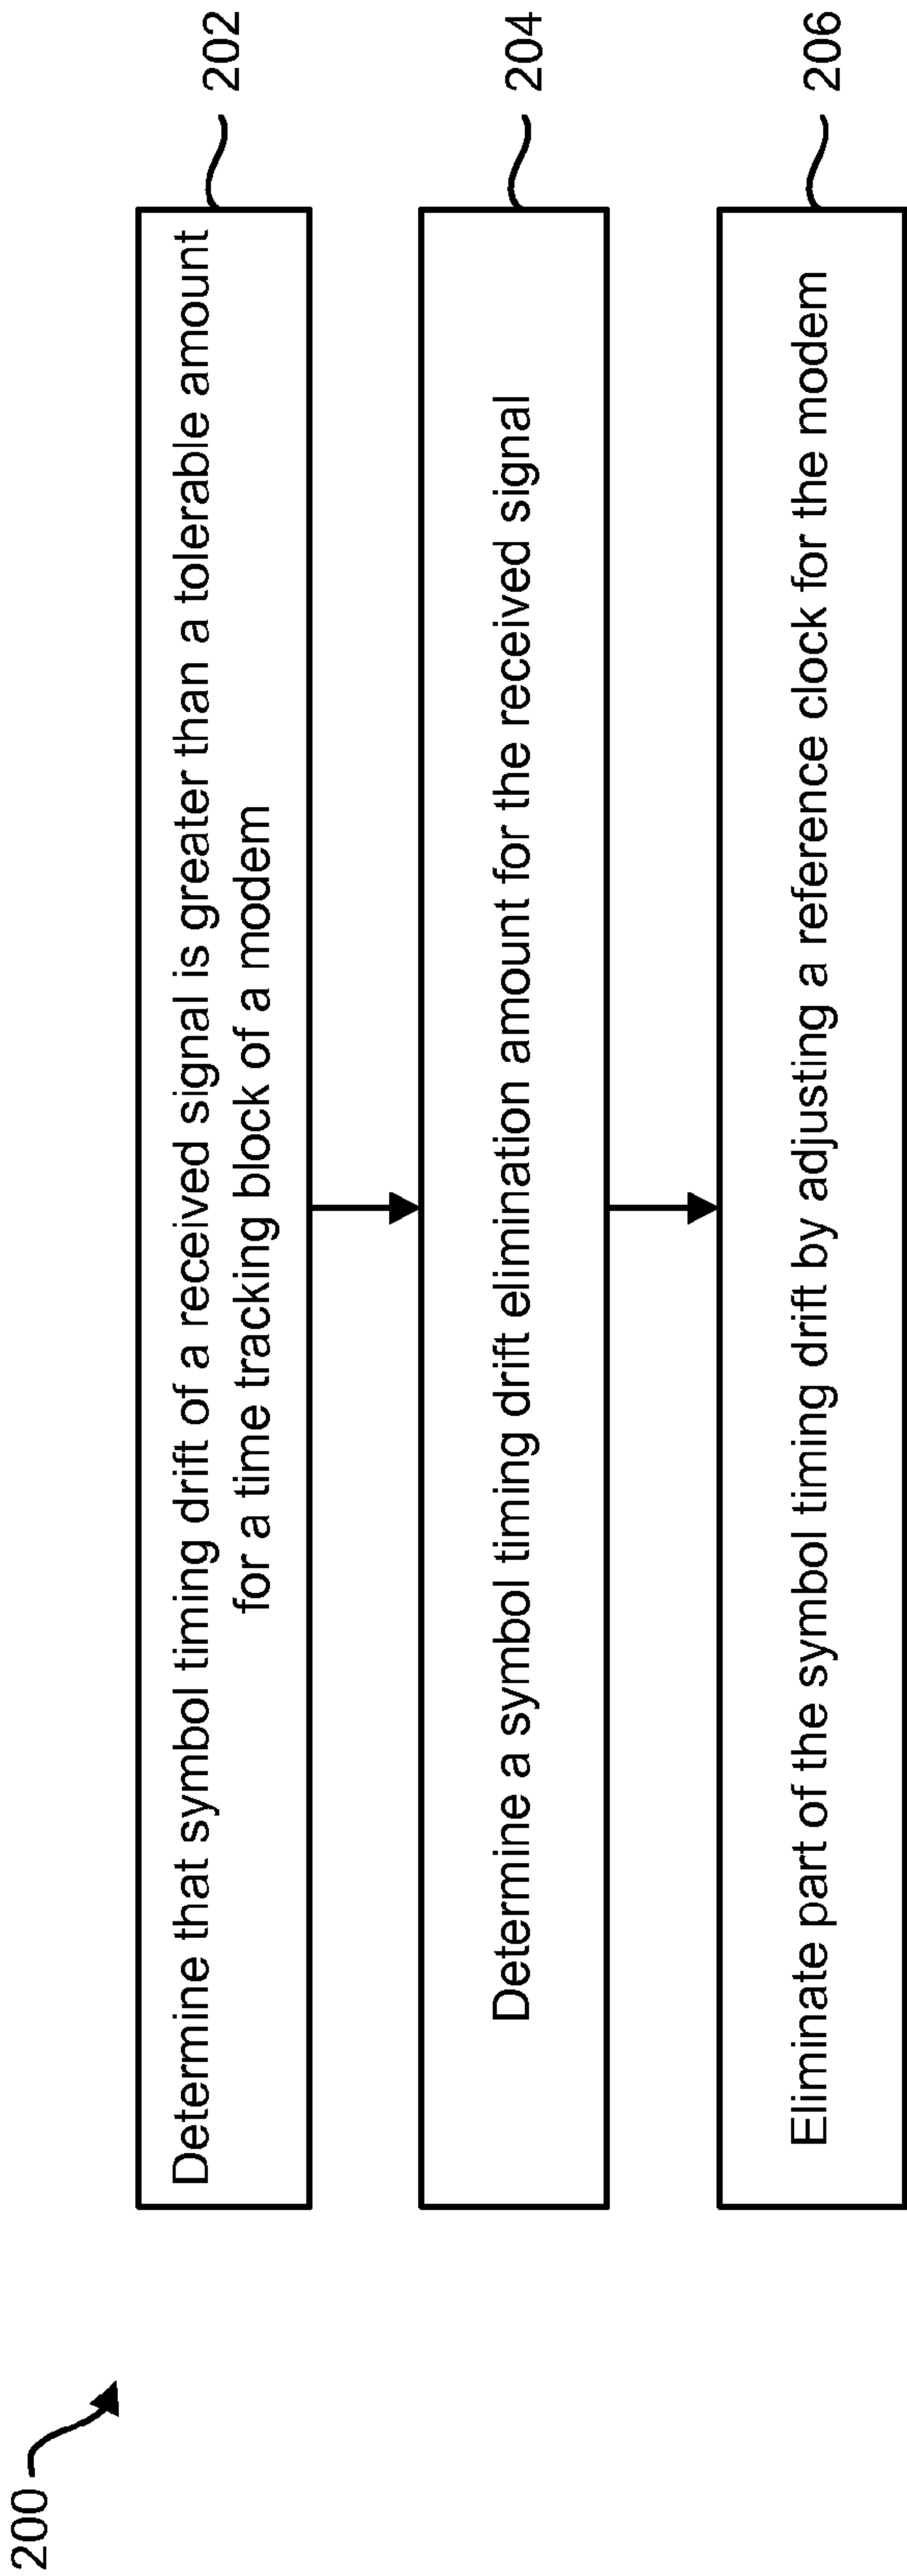 200
Determine that symbol timing drift of a received signal is greater than a tolerable amount
for a time tracking block of a modem
202
Determine a symbol timing drift elimination amount for the received signal
204
Eliminate part of the symbol timing drift by adjusting a reference clock for the modem
206